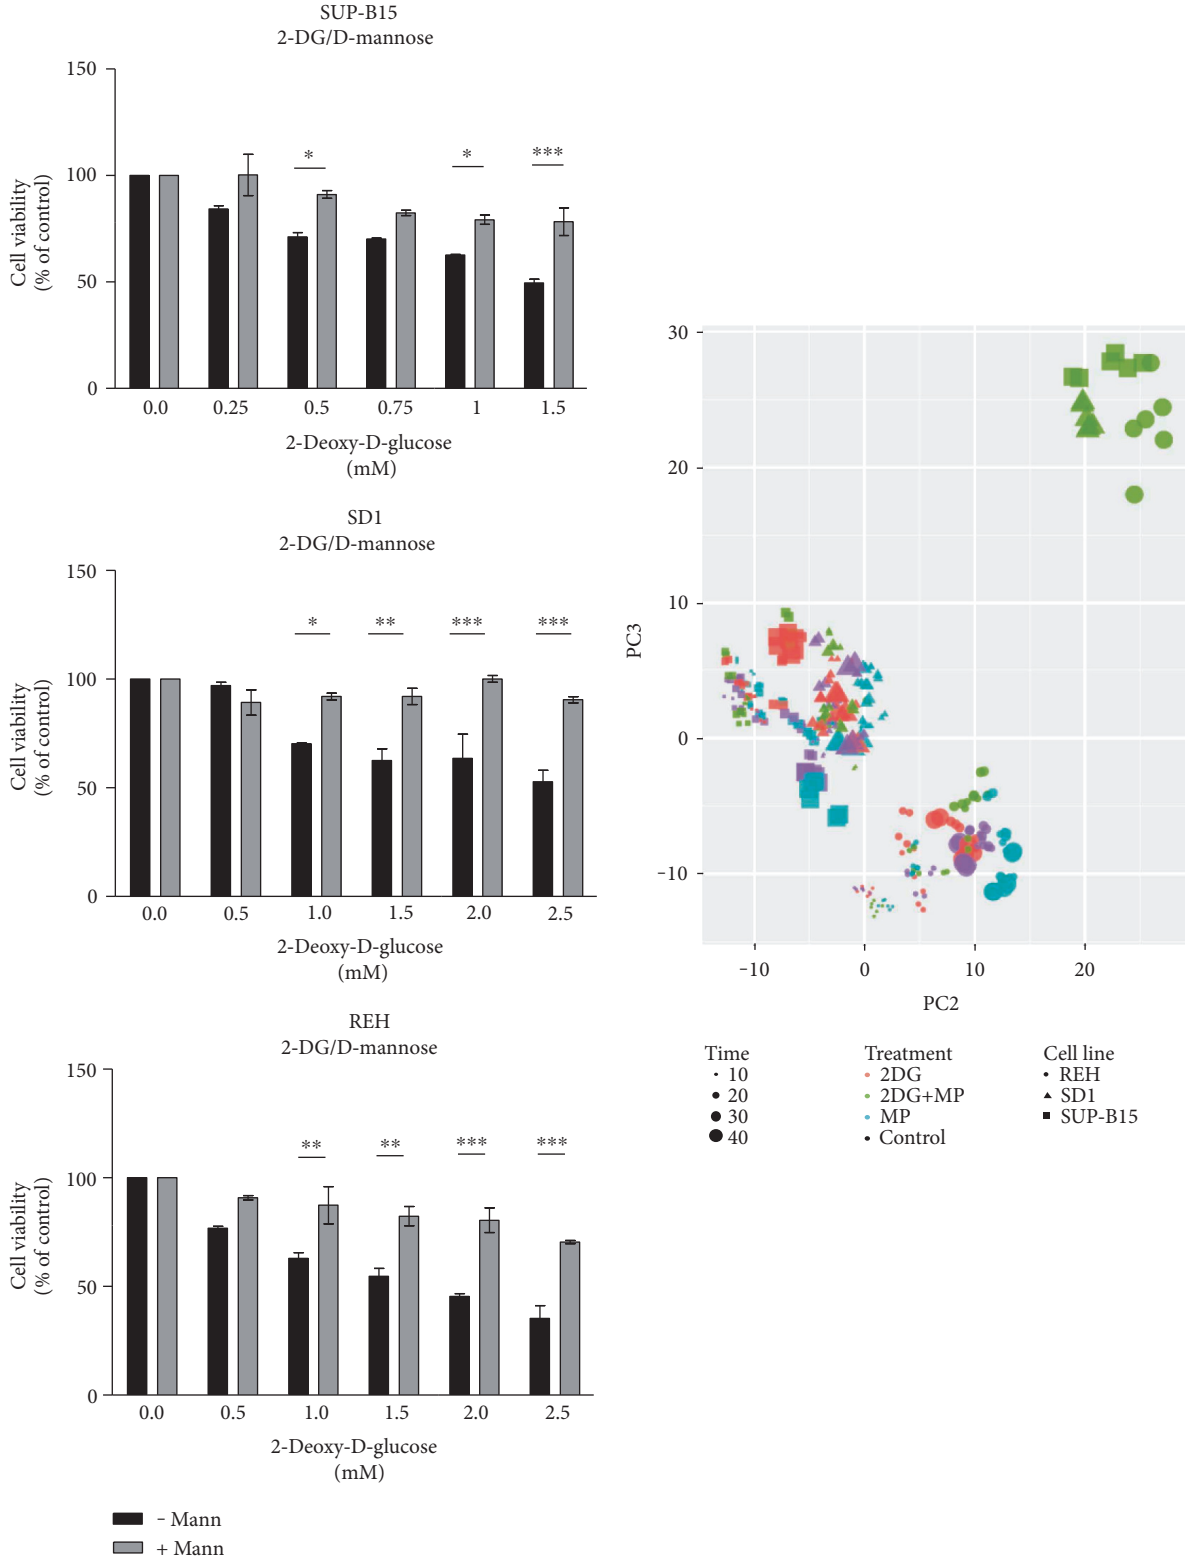 SUP-B15
2-DG/D-mannose
150
100
50
0
Cell viability
(% of control)
*
*
***
0.0 0.25 0.5 0.75 1 1.5
2-Deoxy-D-glucose
(mM)
SD1
2-DG/D-mannose
150
100
50
0
Cell viability
(% of control)
*
**
***
***
0.0 0.5 1.0 1.5 2.0 2.5
2-Deoxy-D-glucose
(mM)
REH
2-DG/D-mannose
150
100
50
0
Cell viability
(% of control)
**
**
***
***
0.0 0.5 1.0 1.5 2.0 2.5
2-Deoxy-D-glucose
(mM)
− Mann
+ Mann
30
20
10
0
−10
PC3
−10 0 10 20
PC2
Time
10
20
30
40
Treatment
2DG
2DG+MP
MP
Control
Cell line
REH
SD1
SUP-B15